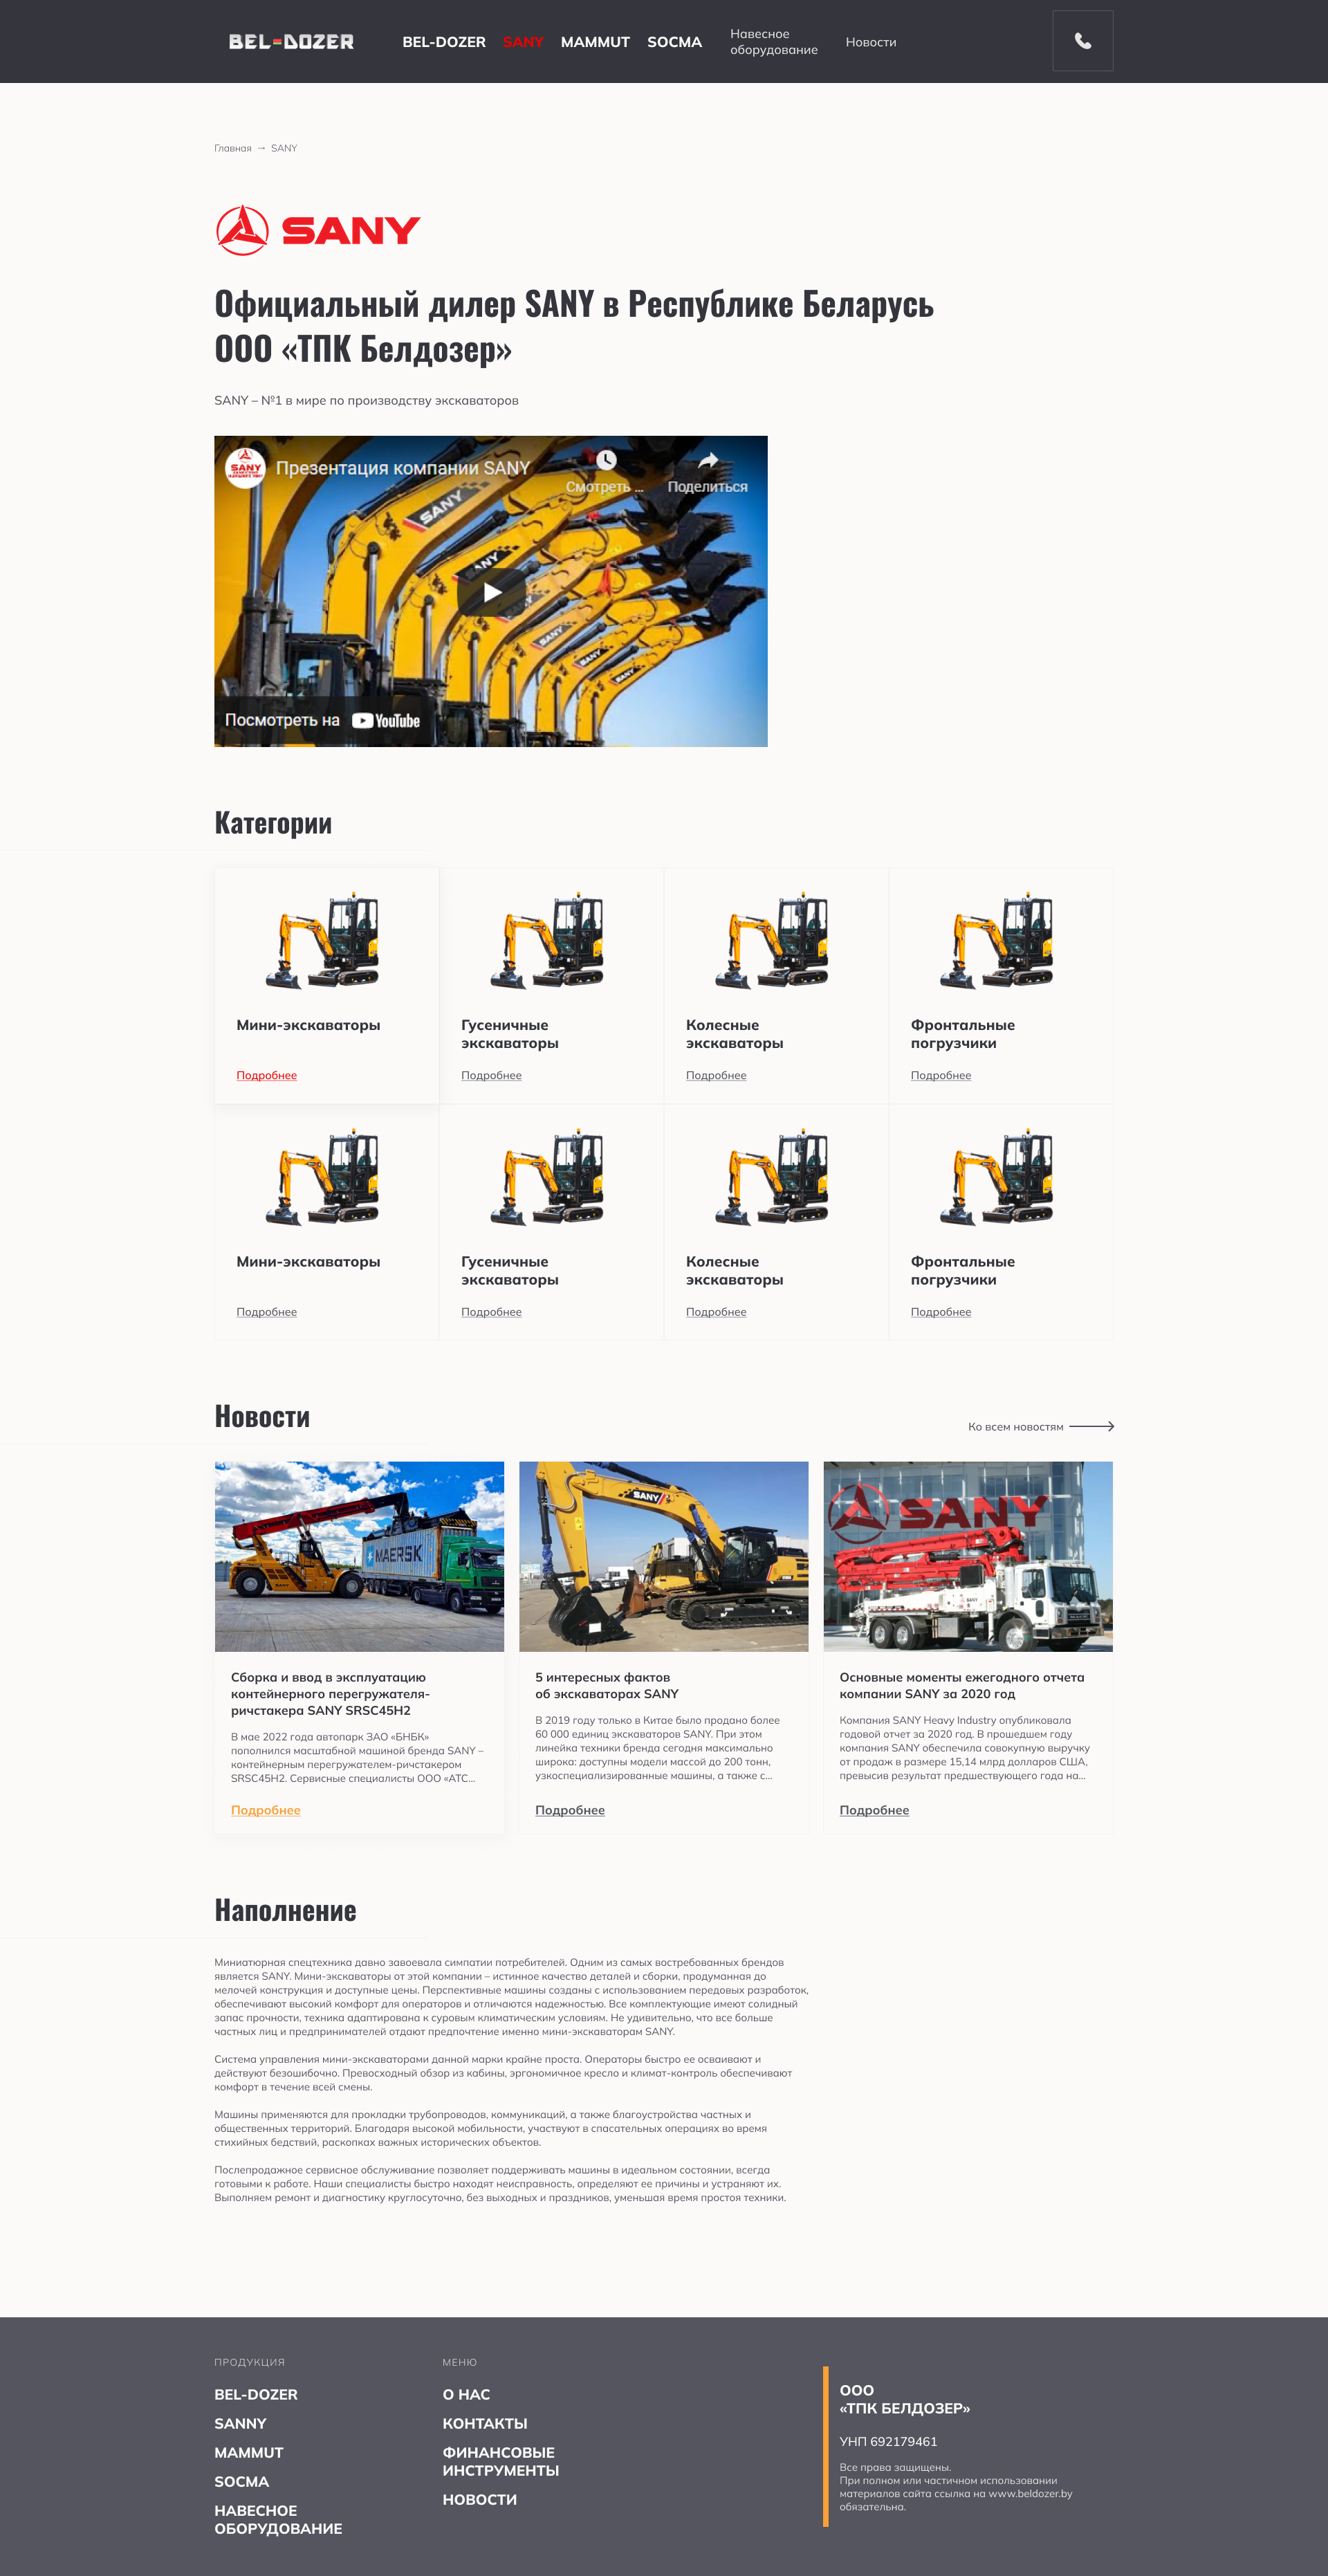 BEL-DOZER
BEL-DOZER SANY MAMMUT SOCMA
Навесное
оборудование
Новости
Главная → SANY
SANY
Официальный дилер SANY в Республике Беларусь
ООО «ТПК Белдозер»
SANY – №1 в мире по производству экскаваторов
SANY
Презентация компании SANY
Смотреть ...
Поделиться
SANY
SANY
SANY
SANY
SANY
SANY
Посмотреть на YouTube
Категории
Мини-экскаваторы
Подробнее
Гусеничные
экскаваторы
Подробнее
Колесные
экскаваторы
Подробнее
Фронтальные
погрузчики
Подробнее
Мини-экскаваторы
Подробнее
Гусеничные
экскаваторы
Подробнее
Колесные
экскаваторы
Подробнее
Фронтальные
погрузчики
Подробнее
Новости
Ко всем новостям
MAERSK
SANY
SANY
SANY
SANY
Сборка и ввод в эксплуатацию
контейнерного перегружателя-
ричстакера SANY SRSC45H2
В мае 2022 года автопарк ЗАО «БНБК»
пополнился масштабной машиной бренда SANY –
контейнерным перегружателем-ричстакером
SRSC45H2. Сервисные специалисты ООО «АТС...
Подробнее
5 интересных фактов
об экскаваторах SANY
В 2019 году только в Китае было продано более
60 000 единиц экскаваторов SANY. При этом
линейка техники бренда сегодня максимально
широка: доступны модели массой до 200 тонн,
узкоспециализированные машины, а также с...
Подробнее
Основные моменты ежегодного отчета
компании SANY за 2020 год
Компания SANY Heavy Industry опубликовала
годовой отчет за 2020 год. В прошедшем году
компания SANY обеспечила совокупную выручку
от продаж в размере 15,14 млрд долларов США,
превысив результат предшествующего года на...
Подробнее
Наполнение
Миниатюрная спецтехника давно завоевала симпатии потребителей. Одним из самых востребованных брендов
является SANY. Мини-экскаваторы от этой компании – истинное качество деталей и сборки, продуманная до
мелочей конструкция и доступные цены. Перспективные машины созданы с использованием передовых разработок,
обеспечивают высокий комфорт для операторов и отличаются надежностью. Все комплектующие имеют солидный
запас прочности, техника адаптирована к суровым климатическим условиям. Не удивительно, что все больше
частных лиц и предпринимателей отдают предпочтение именно мини-экскаваторам SANY.
Система управления мини-экскаваторами данной марки крайне проста. Операторы быстро ее осваивают и
действуют безошибочно. Превосходный обзор из кабины, эргономичное кресло и климат-контроль обеспечивают
комфорт в течение всей смены.
Машины применяются для прокладки трубопроводов, коммуникаций, а также благоустройства частных и
общественных территорий. Благодаря высокой мобильности, участвуют в спасательных операциях во время
стихийных бедствий, раскопках важных исторических объектов.
Послепродажное сервисное обслуживание позволяет поддерживать машины в идеальном состоянии, всегда
готовыми к работе. Наши специалисты быстро находят неисправность, определяют ее причины и устраняют их.
Выполняем ремонт и диагностику круглосуточно, без выходных и праздников, уменьшая время простоя техники.
ПРОДУКЦИЯ
BEL-DOZER
SANNY
MAMMUT
SOCMA
НАВЕСНОЕ
ОБОРУДОВАНИЕ
МЕНЮ
О НАС
КОНТАКТЫ
ФИНАНСОВЫЕ
ИНСТРУМЕНТЫ
НОВОСТИ
ООО
«ТПК БЕЛДОЗЕР»
УНП 692179461
Все права защищены.
При полном или частичном использовании
материалов сайта ссылка на www.beldozer.by
обязательна.